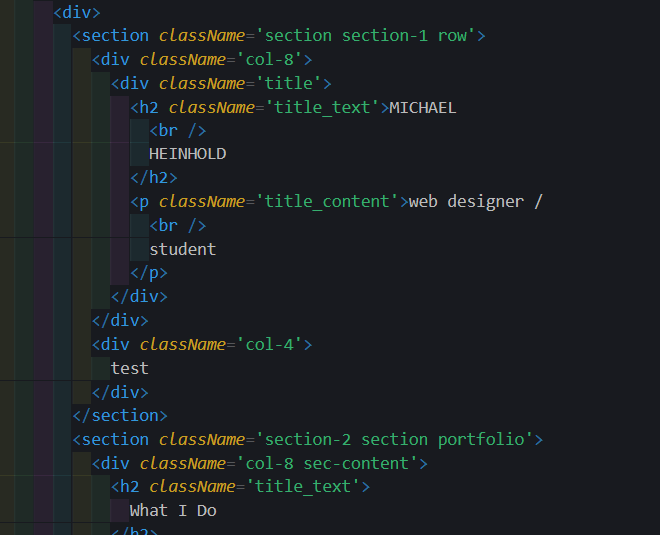 <div>
<section className='section section-1 row'>
<div className='col-8'>
<div className='title'>
<h2 className='title_text'>MICHAEL
<br />
HEINHOLD
</h2>
<p className='title_content'>web designer /
<br />
student
</p>
</div>
</div>
<div className='col-4'>
test
</div>
</section>
<section className='section-2 section portfolio'>
<div className='col-8 sec-content'>
<h2 className='title_text'>
What I Do
</h2>